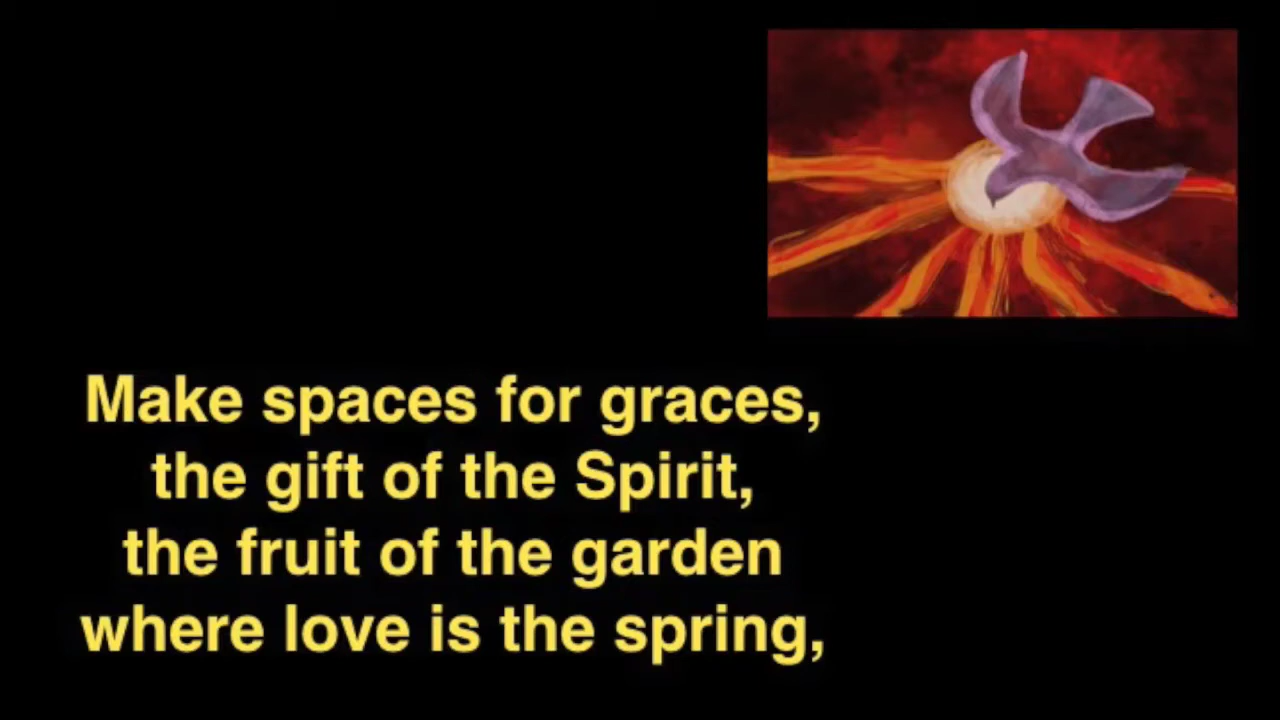 Make spaces for graces,
the gift of the Spirit,
the fruit of the garden
where love is the spring,